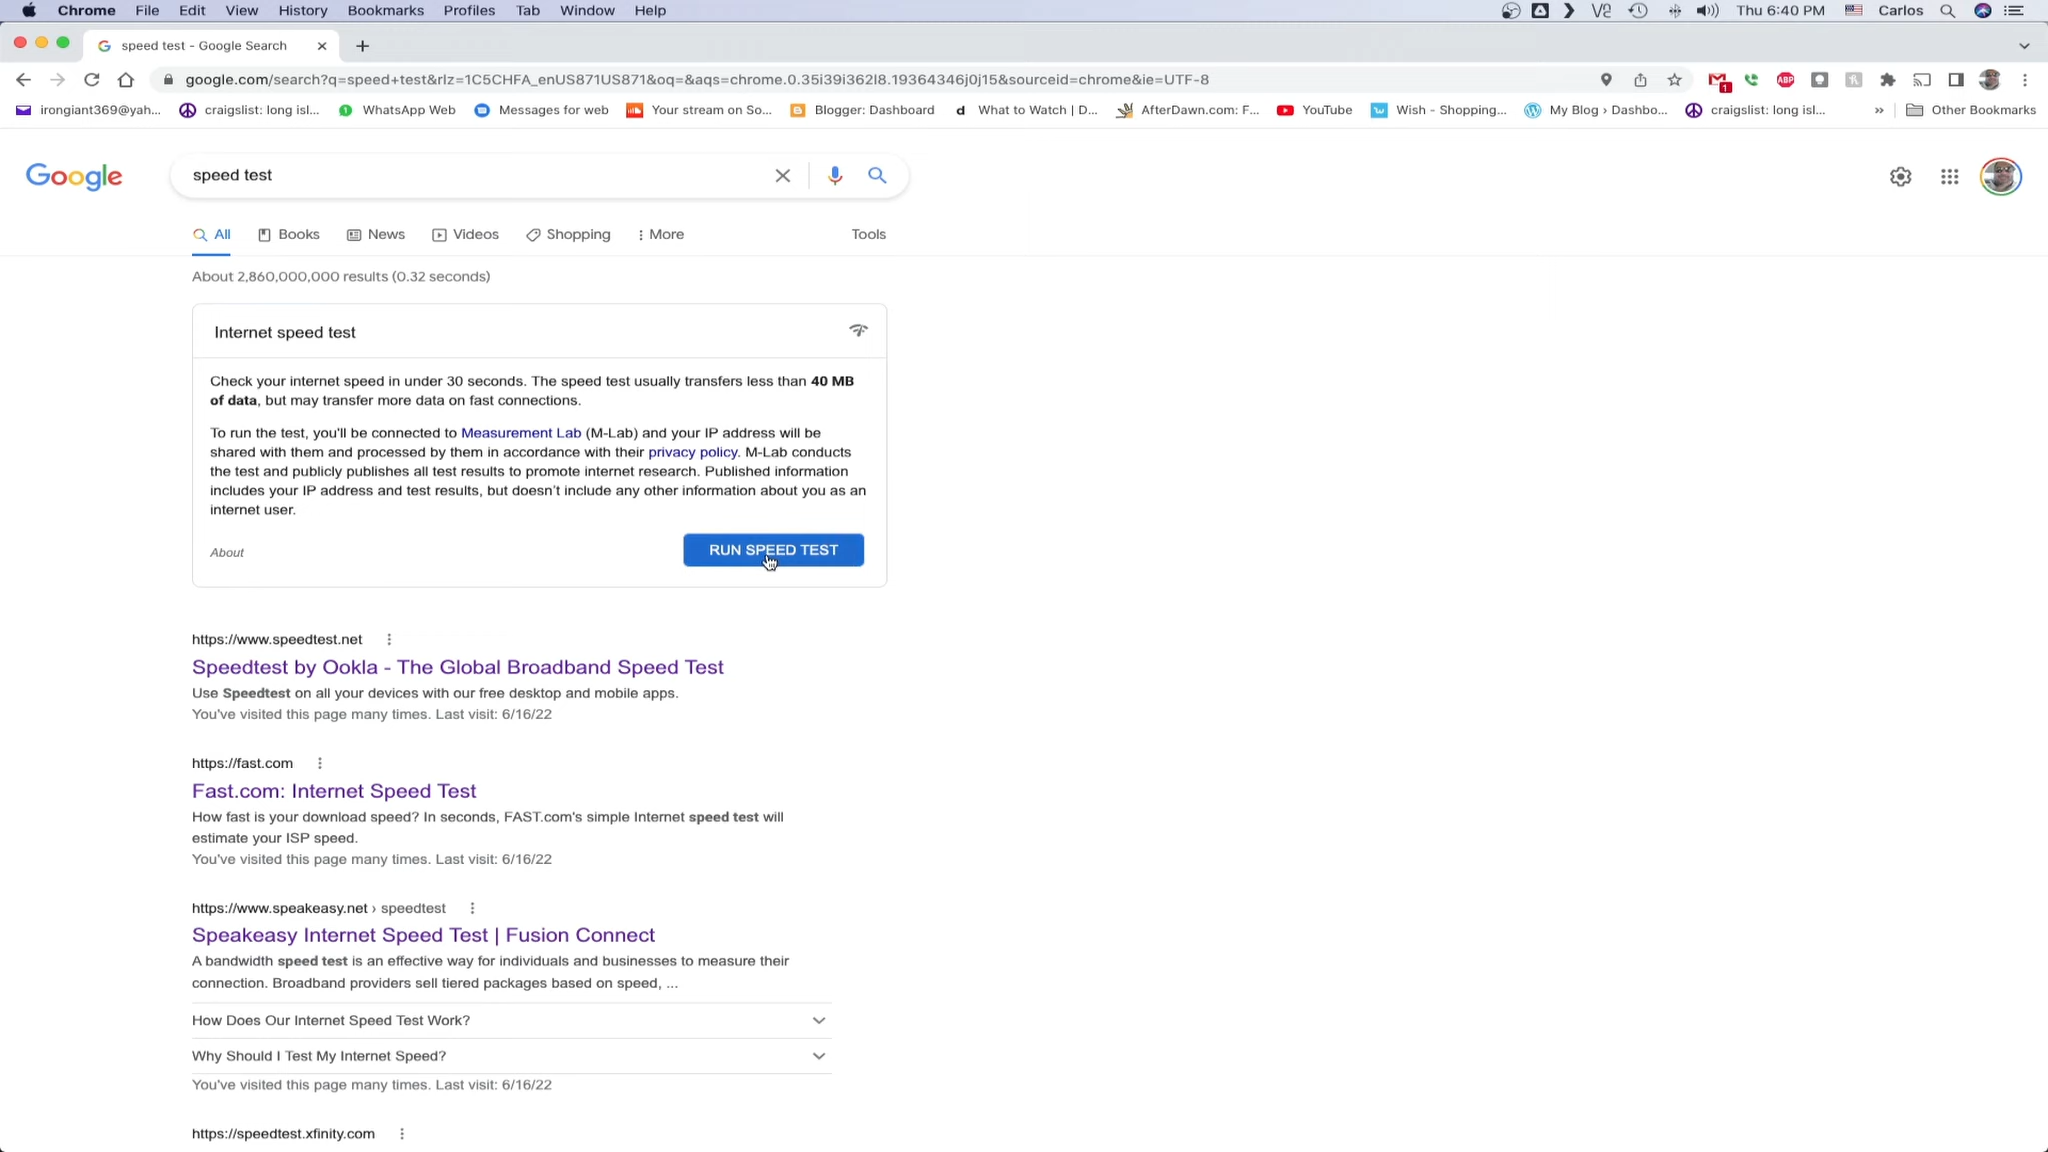 Chrome File Edit View History Bookmarks Profiles Tab Window Help Thu 6:40 PM Carlos
speed test - Google Search
google.com/search?q=speed+test&rlz=1C5CHFA_enUS871US871&oq=&aqs=chrome.0.35i39i362l8.19364346j0j15&sourceid=chrome&ie=UTF-8
irongiant369@yah... craigslist: long isl... WhatsApp Web Messages for web Your stream on So... Blogger: Dashboard What to Watch | D... AfterDawn.com: F... YouTube Wish - Shopping... My Blog › Dashbo... craigslist: long isl... » Other Bookmarks
Google speed test
All Books News Videos Shopping More Tools
About 2,860,000,000 results (0.32 seconds)
Internet speed test
Check your internet speed in under 30 seconds. The speed test usually transfers less than 40 MB
of data, but may transfer more data on fast connections.
To run the test, you'll be connected to Measurement Lab (M-Lab) and your IP address will be
shared with them and processed by them in accordance with their privacy policy. M-Lab conducts
the test and publicly publishes all test results to promote internet research. Published information
includes your IP address and test results, but doesn't include any other information about you as an
internet user.
About RUN SPEED TEST
https://www.speedtest.net
Speedtest by Ookla - The Global Broadband Speed Test
Use Speedtest on all your devices with our free desktop and mobile apps.
You've visited this page many times. Last visit: 6/16/22
https://fast.com
Fast.com: Internet Speed Test
How fast is your download speed? In seconds, FAST.com's simple Internet speed test will
estimate your ISP speed.
You've visited this page many times. Last visit: 6/16/22
https://www.speakeasy.net › speedtest
Speakeasy Internet Speed Test | Fusion Connect
A bandwidth speed test is an effective way for individuals and businesses to measure their
connection. Broadband providers sell tiered packages based on speed, ...
How Does Our Internet Speed Test Work?
Why Should I Test My Internet Speed?
You've visited this page many times. Last visit: 6/16/22
https://speedtest.xfinity.com